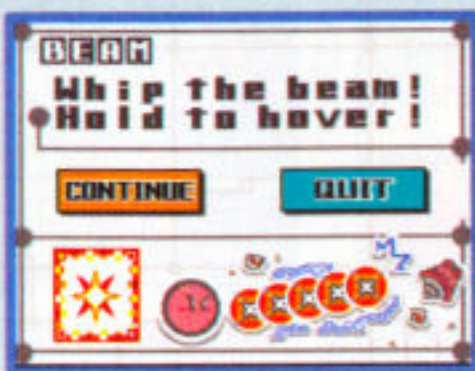 BEAM
Whip the beam!
Hold to hover!
CONTINUE
QUIT